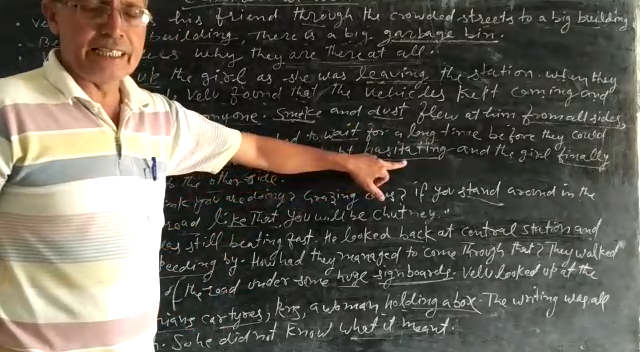 his friend through the crowded streets to a big building
building, There is a big garbage bin.
why they are there at all.
the girl as she was leaving the station. when they
Velu found that the vehicles kept coming and
anyone. Smoke and dust flew at him from all sides,
to wait for a long time before they could
hasitating and the girl finally
the other side.
you are doing? Grazing cows? if you stand around in the
road like That, you will be chutney."
still beating fast. He looked back at central station and
speeding by. How had they managed to come through that? They walked
of the road under some huge signboards. Velu looked up at the
car tyres, a woman holding a box. The writing was all
So he did not know what it meant.